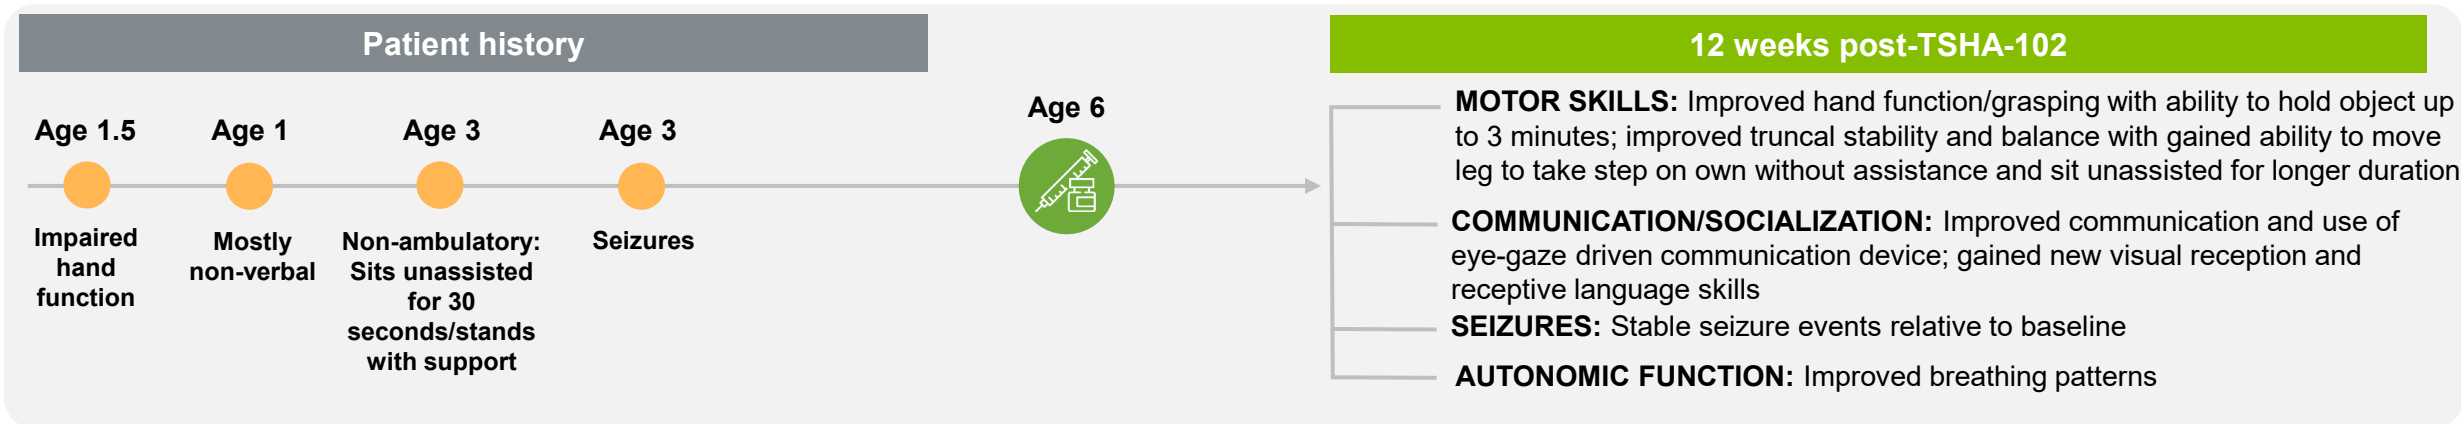 Patient history
12 weeks post-TSHA-102
Age 1.5
Impaired
hand
function
Age 1
Mostly
non-verbal
Age 3
Non-ambulatory:
Sits unassisted
for 30
seconds/stands
with support
Age 3
Seizures
Age 6
MOTOR SKILLS: Improved hand function/grasping with ability to hold object up
to 3 minutes; improved truncal stability and balance with gained ability to move
leg to take step on own without assistance and sit unassisted for longer duration
COMMUNICATION/SOCIALIZATION: Improved communication and use of
eye-gaze driven communication device; gained new visual reception and
receptive language skills
SEIZURES: Stable seizure events relative to baseline
AUTONOMIC FUNCTION: Improved breathing patterns